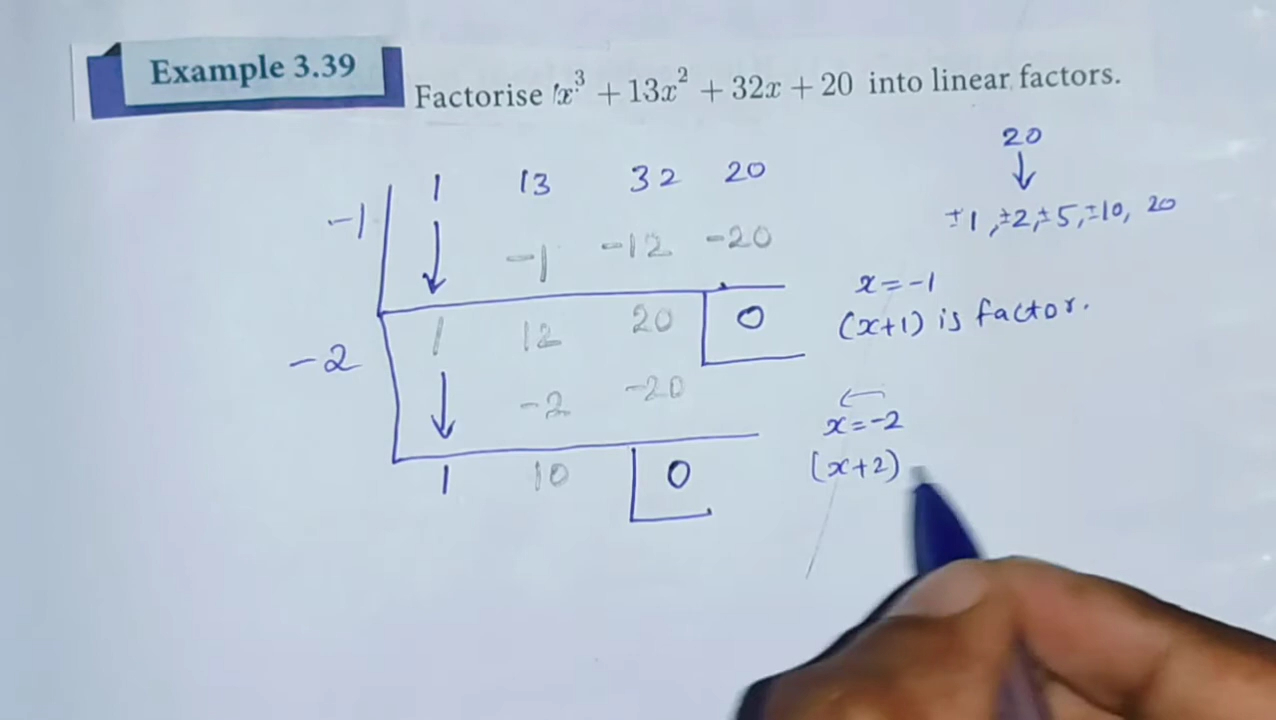 Example 3.39
Factorise x³ + 13x² + 32x + 20 into linear factors.
20
↓
±1, ±2, ±5, ±10, 20
-1 1 13 32 20
↓ -1 -12 -20
x = -1
1 12 20 0
(x+1) is factor.
-2
↓ -2 -20
x = -2
(x+2)
1 10 0